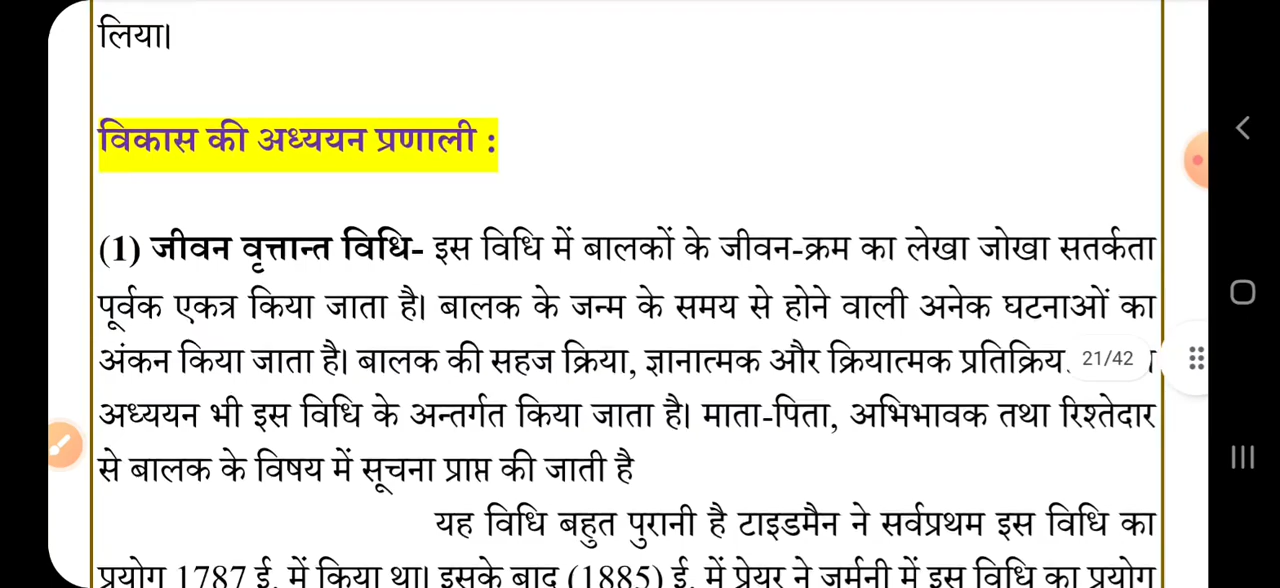 लिया।
विकास की अध्ययन प्रणाली :
(1) जीवन वृत्तान्त विधि- इस विधि में बालकों के जीवन-क्रम का लेखा जोखा सतर्कता
पूर्वक एकत्र किया जाता है। बालक के जन्म के समय से होने वाली अनेक घटनाओं का
अंकन किया जाता है। बालक की सहज क्रिया, ज्ञानात्मक और क्रियात्मक
21/42
अध्ययन भी इस विधि के अन्तर्गत किया जाता है। माता-पिता, अभिभावक तथा रिश्तेदार
से बालक के विषय में सूचना प्राप्त की जाती है
यह विधि बहुत पुरानी है टाइडमैन ने सर्वप्रथम इस विधि का
प्रयोग 1787 ई. में किया था। इसके बाद (1885) ई. में प्रेयर ने जर्मनी में इस विधि का प्रयोग